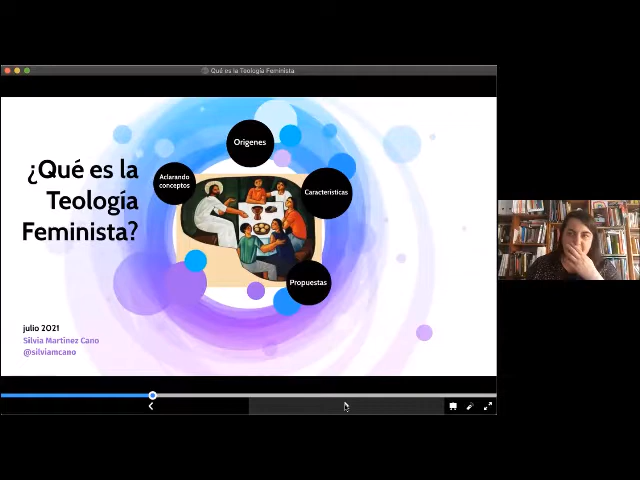 Qué es la Teología Feminista
¿Qué es la
Teología
Feminista?
Orígenes
Aclarando
conceptos
Características
Propuestas
julio 2021
Silvia Martínez Cano
@silviamcano